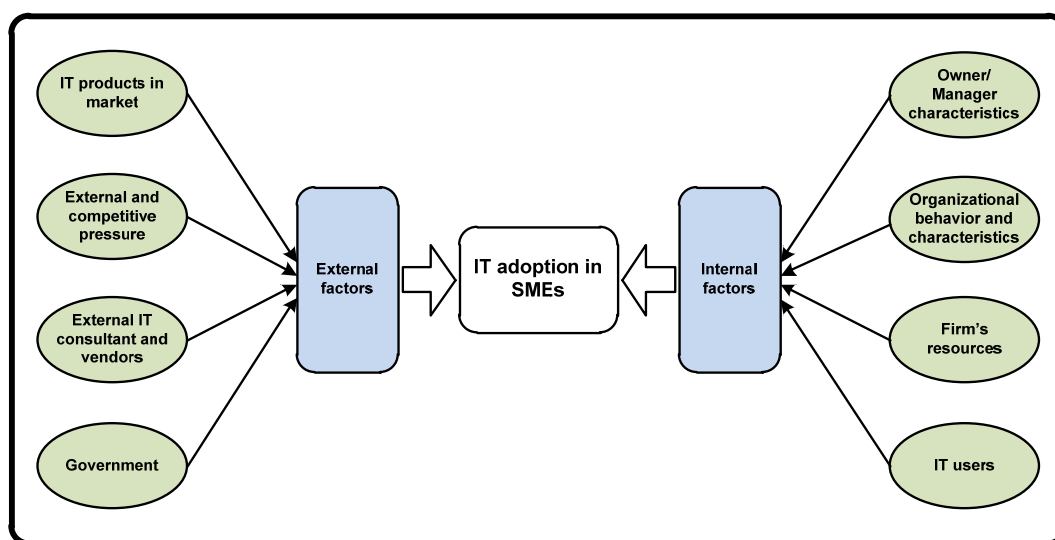 IT products in
market
External and
competitive
pressure
External IT
consultant and
vendors
Government
External
factors
IT adoption in
SMEs
Internal
factors
Owner/
Manager
characteristics
Organizational
behavior and
characteristics
Firm's
resources
IT users